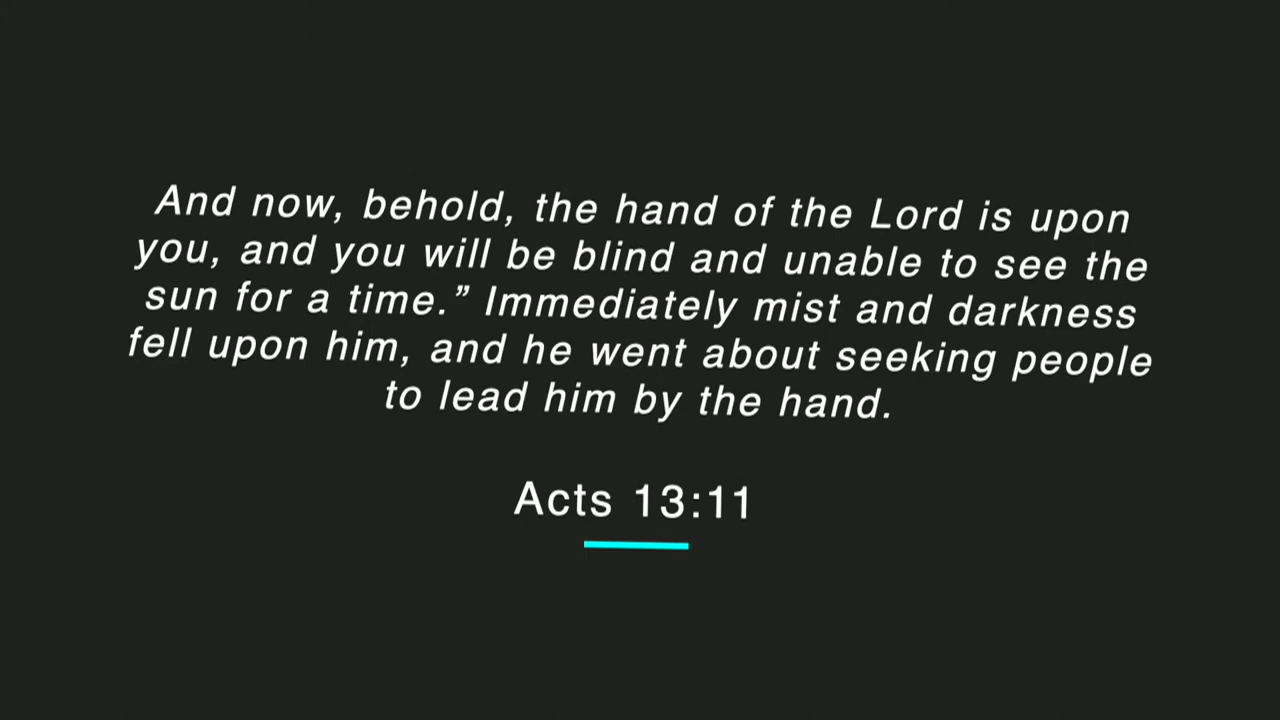 And now, behold, the hand of the Lord is upon
you, and you will be blind and unable to see the
sun for a time.” Immediately mist and darkness
fell upon him, and he went about seeking people
to lead him by the hand.
Acts 13:11